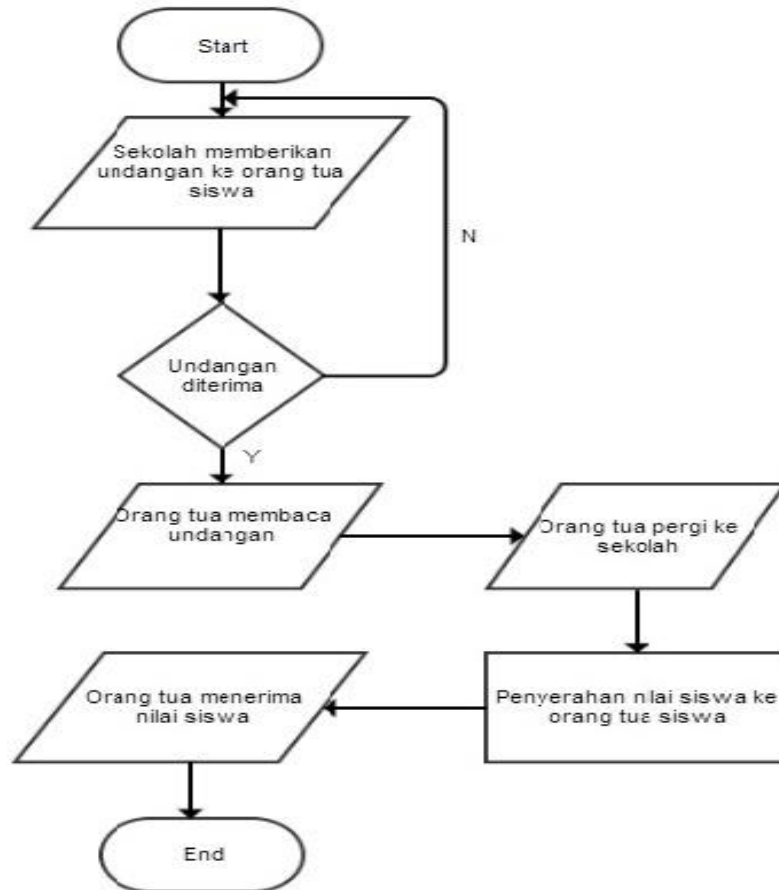 Start
Sekolah memberikan
undangan ke orang tua
siswa
N
Undangan
diterima
Y
Orang tua membaca
undangan
Orang tua pergi ke
sekolah
Penyerahan nilai siswa ke
orang tua siswa
Orang tua menerima
nilai siswa
End